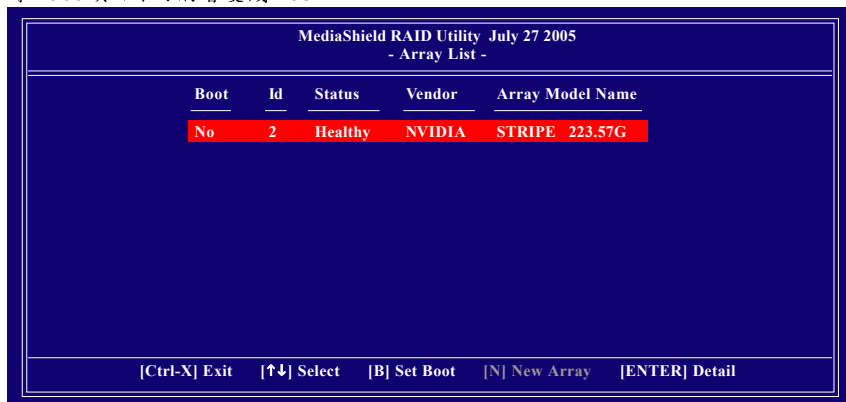 MediaShield RAID Utility July 27 2005
- Array List -
Boot Id Status Vendor Array Model Name
No 2 Healthy NVIDIA STRIPE 223.57G
[Ctrl-X] Exit [↑↓] Select [B] Set Boot [N] New Array [ENTER] Detail